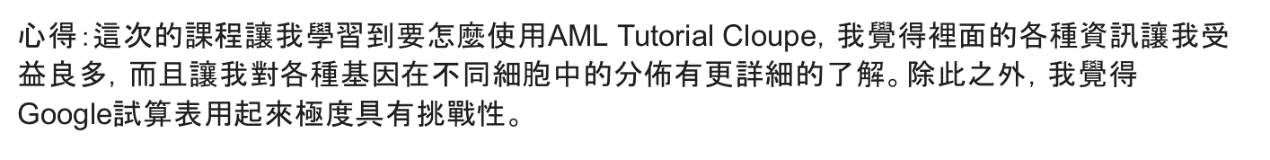 心得:這次的課程讓我學習到要怎麼使用AML Tutorial Cloupe，我覺得裡面的各種資訊讓我受
益良多，而且讓我對各種基因在不同細胞中的分佈有更詳細的了解。除此之外，我覺得
Google試算表用起來極度具有挑戰性。